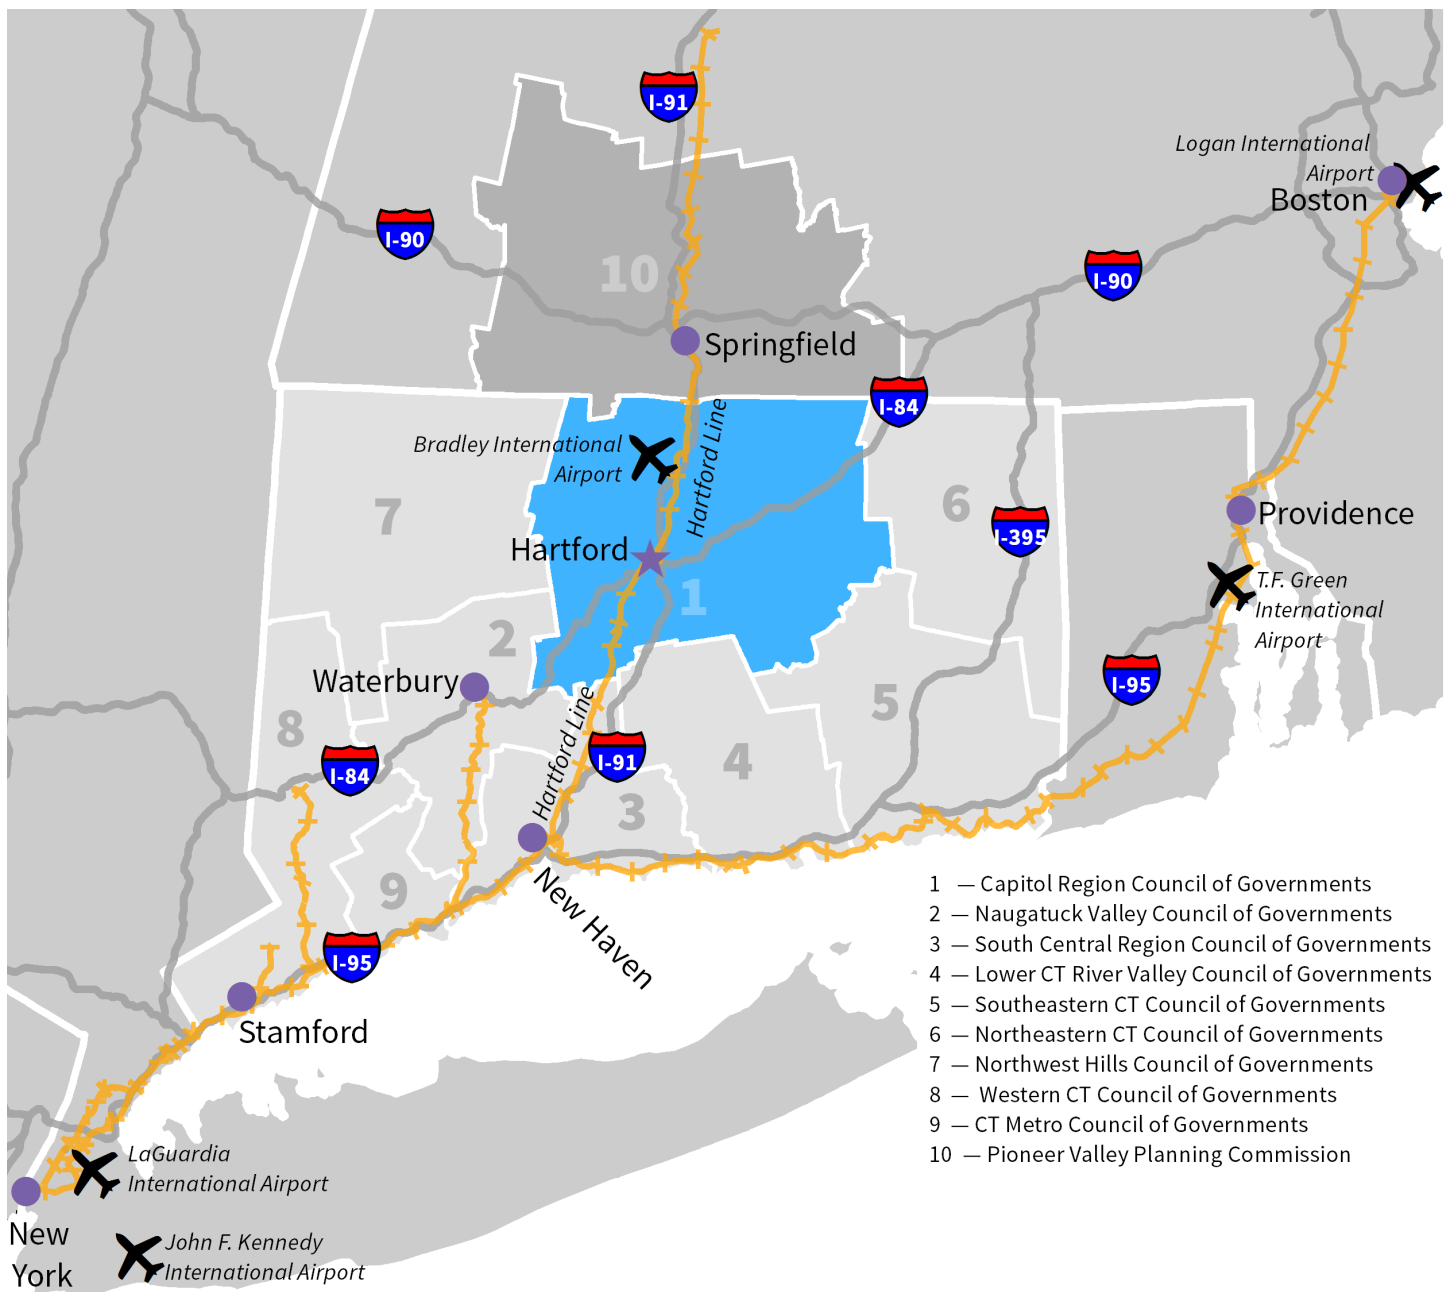 I-91
Logan International
Airport
Boston
I-90
I-90
10
Springfield
I-84
Bradley International
Airport
Hartford Line
7
6
I-395
Providence
Hartford
1
T.F. Green
International
Airport
2
Waterbury
I-95
8
5
Hartford Line
I-84
I-91
4
3
9
New Haven
I-95
Stamford
1 — Capitol Region Council of Governments
2 — Naugatuck Valley Council of Governments
3 — South Central Region Council of Governments
4 — Lower CT River Valley Council of Governments
5 — Southeastern CT Council of Governments
6 — Northeastern CT Council of Governments
7 — Northwest Hills Council of Governments
8 — Western CT Council of Governments
9 — CT Metro Council of Governments
10 — Pioneer Valley Planning Commission
LaGuardia
International Airport
New
York
John F. Kennedy
International Airport